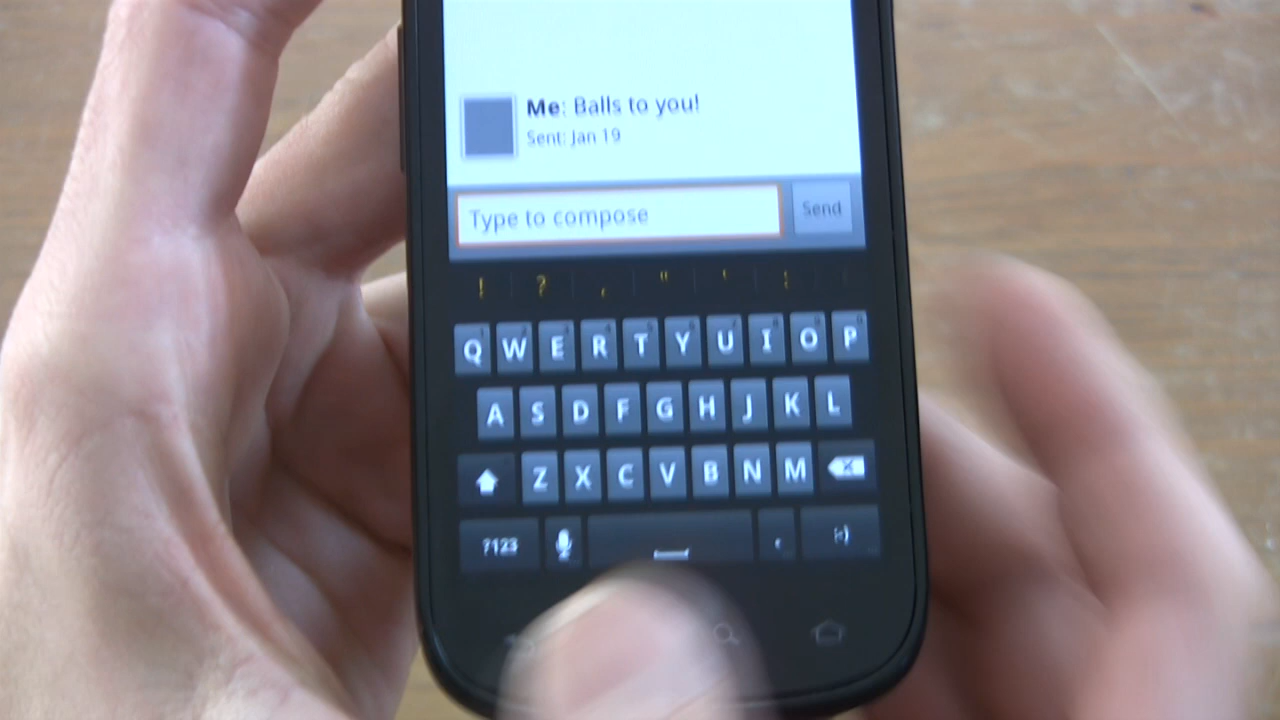 Me: Balls to you!
Sent: Jan 19
Type to compose
Send
! ? , " ' :
Q W E R T Y U I O P
A S D F G H J K L
Z X C V B N M
?123 :-)